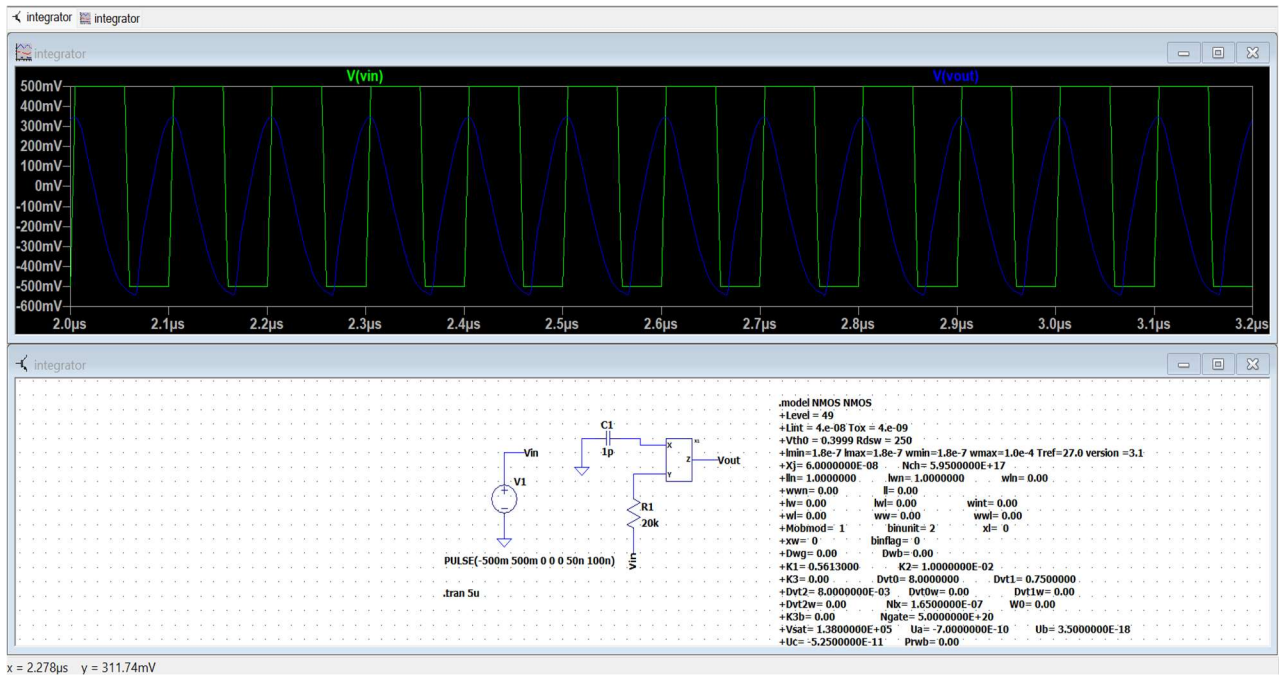 integrator integrator
integrator
V(vin) V(vout)
500mV
400mV
300mV
200mV
100mV
0mV
-100mV
-200mV
-300mV
-400mV
-500mV
-600mV
2.0µs 2.1µs 2.2µs 2.3µs 2.4µs 2.5µs 2.6µs 2.7µs 2.8µs 2.9µs 3.0µs 3.1µs 3.2µs
integrator
C1
1p
Vin
V1
X
Y
Z
Vout
R1
20k
Vin
PULSE(-500m 500m 0 0 0 50n 100n)
.tran 5u
.model NMOS NMOS
+Level = 49
+Lint = 4.e-08 Tox = 4.e-09
+Vth0 = 0.3999 Rdsw = 250
+lmin=1.8e-7 lmax=1.8e-7 wmin=1.8e-7 wmax=1.0e-4 Tref=27.0 version =3.1
+Xj= 6.0000000E-08 Nch= 5.9500000E+17
+lln= 1.0000000 lwn= 1.0000000 wln= 0.00
+wwn= 0.00 ll= 0.00
+lw= 0.00 lwl= 0.00 wint= 0.00
+wl= 0.00 ww= 0.00 wwl= 0.00
+Mobmod= 1 binunit= 2 xl= 0
+xw= 0 binflag= 0
+Dwg= 0.00 Dwb= 0.00
+K1= 0.5613000 K2= 1.0000000E-02
+K3= 0.00 Dvt0= 8.0000000 Dvt1= 0.7500000
+Dvt2= 8.0000000E-03 Dvt0w= 0.00 Dvt1w= 0.00
+Dvt2w= 0.00 Nlx= 1.6500000E-07 W0= 0.00
+K3b= 0.00 Ngate= 5.0000000E+20
+Vsat= 1.3800000E+05 Ua= -7.0000000E-10 Ub= 3.5000000E-18
+Uc= -5.2500000E-11 Prwb= 0.00
x = 2.278µs y = 311.74mV